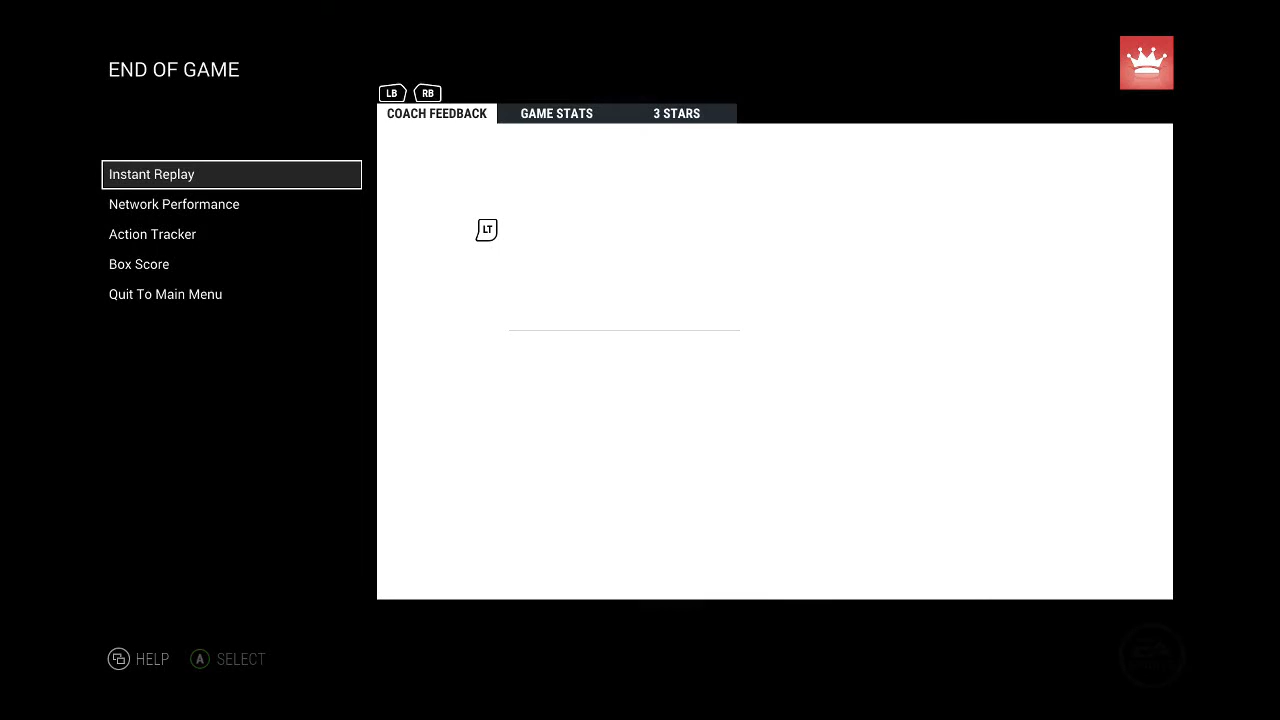 END OF GAME
LB RB
COACH FEEDBACK GAME STATS 3 STARS
Instant Replay
Network Performance
Action Tracker
Box Score
Quit To Main Menu
LT
HELP A SELECT